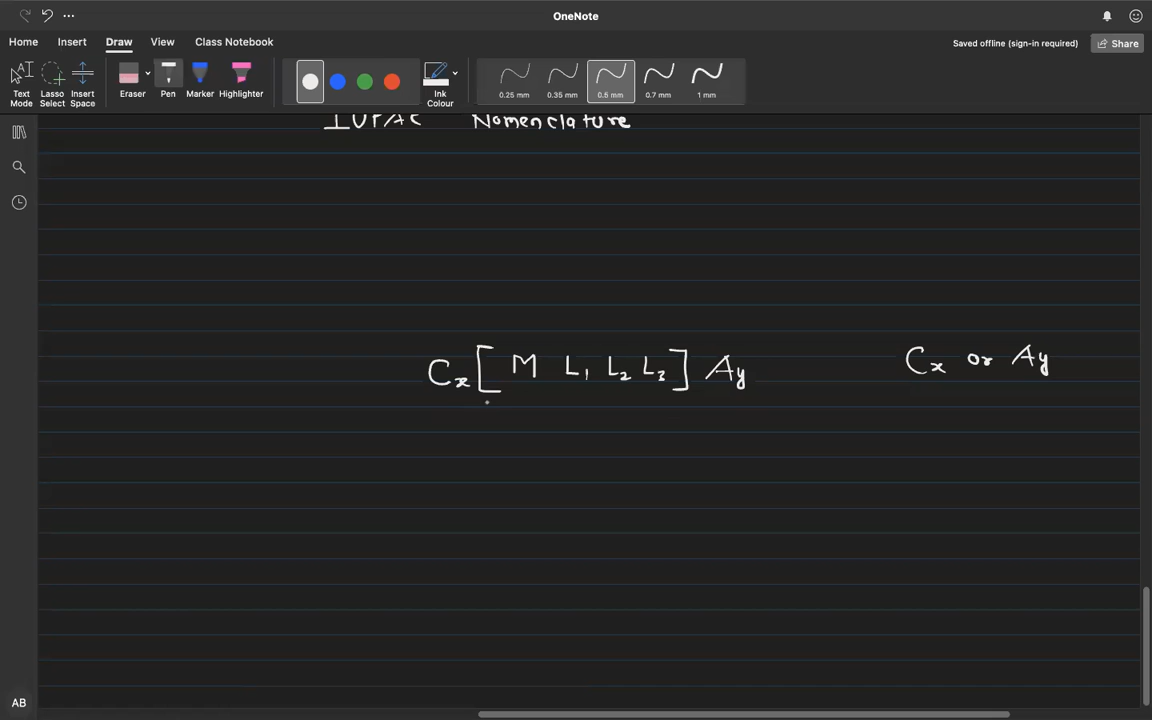 OneNote
Home Insert Draw View Class Notebook
Saved offline (sign-in required) Share
Text Mode Lasso Select Insert Space Eraser Pen Marker Highlighter Ink Colour 0.25 mm 0.35 mm 0.5 mm 0.7 mm 1 mm
IUPAC Nomenclature
Cx [ M L1 L2 L3 ] Ay Cx or Ay
AB